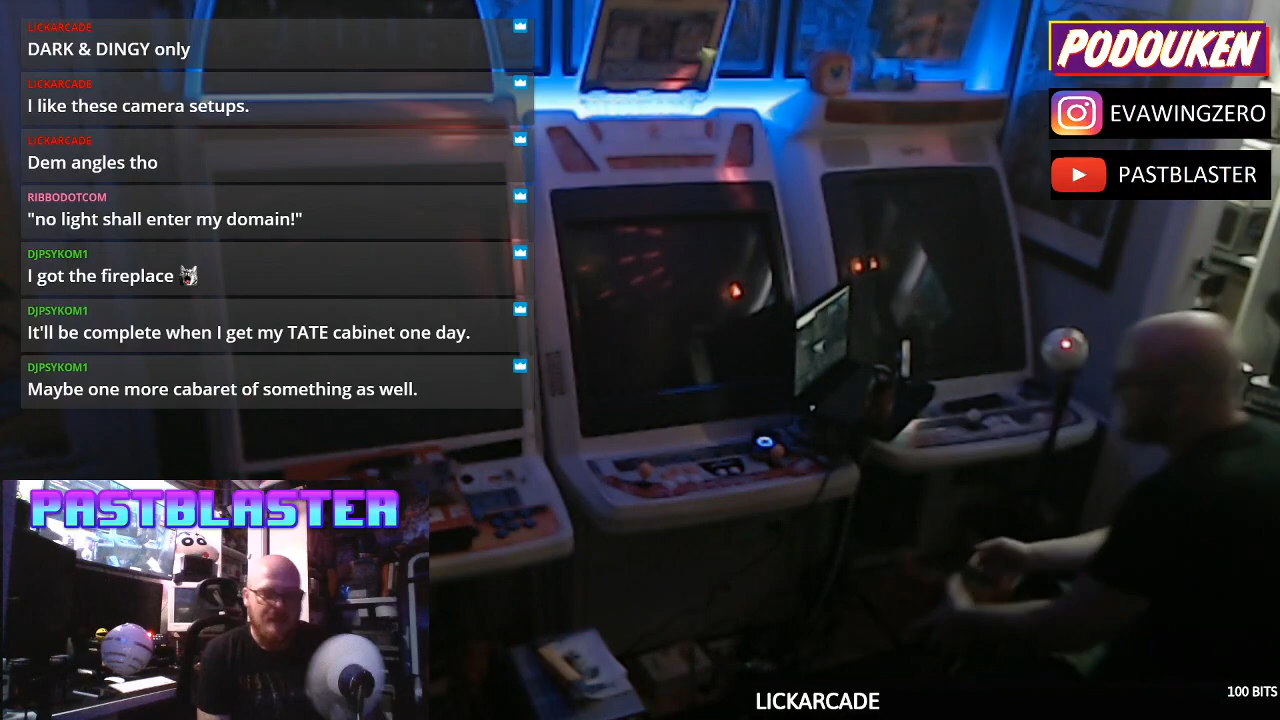 LICKARCADE
DARK & DINGY only
LICKARCADE
I like these camera setups.
LICKARCADE
Dem angles tho
RIBBODOTCOM
"no light shall enter my domain!"
DJPSYKOM1
I got the fireplace
DJPSYKOM1
It'll be complete when I get my TATE cabinet one day.
DJPSYKOM1
Maybe one more cabaret of something as well.
PODOUKEN
EVAWINGZERO
PASTBLASTER
PASTBLASTER
LICKARCADE
100 BITS